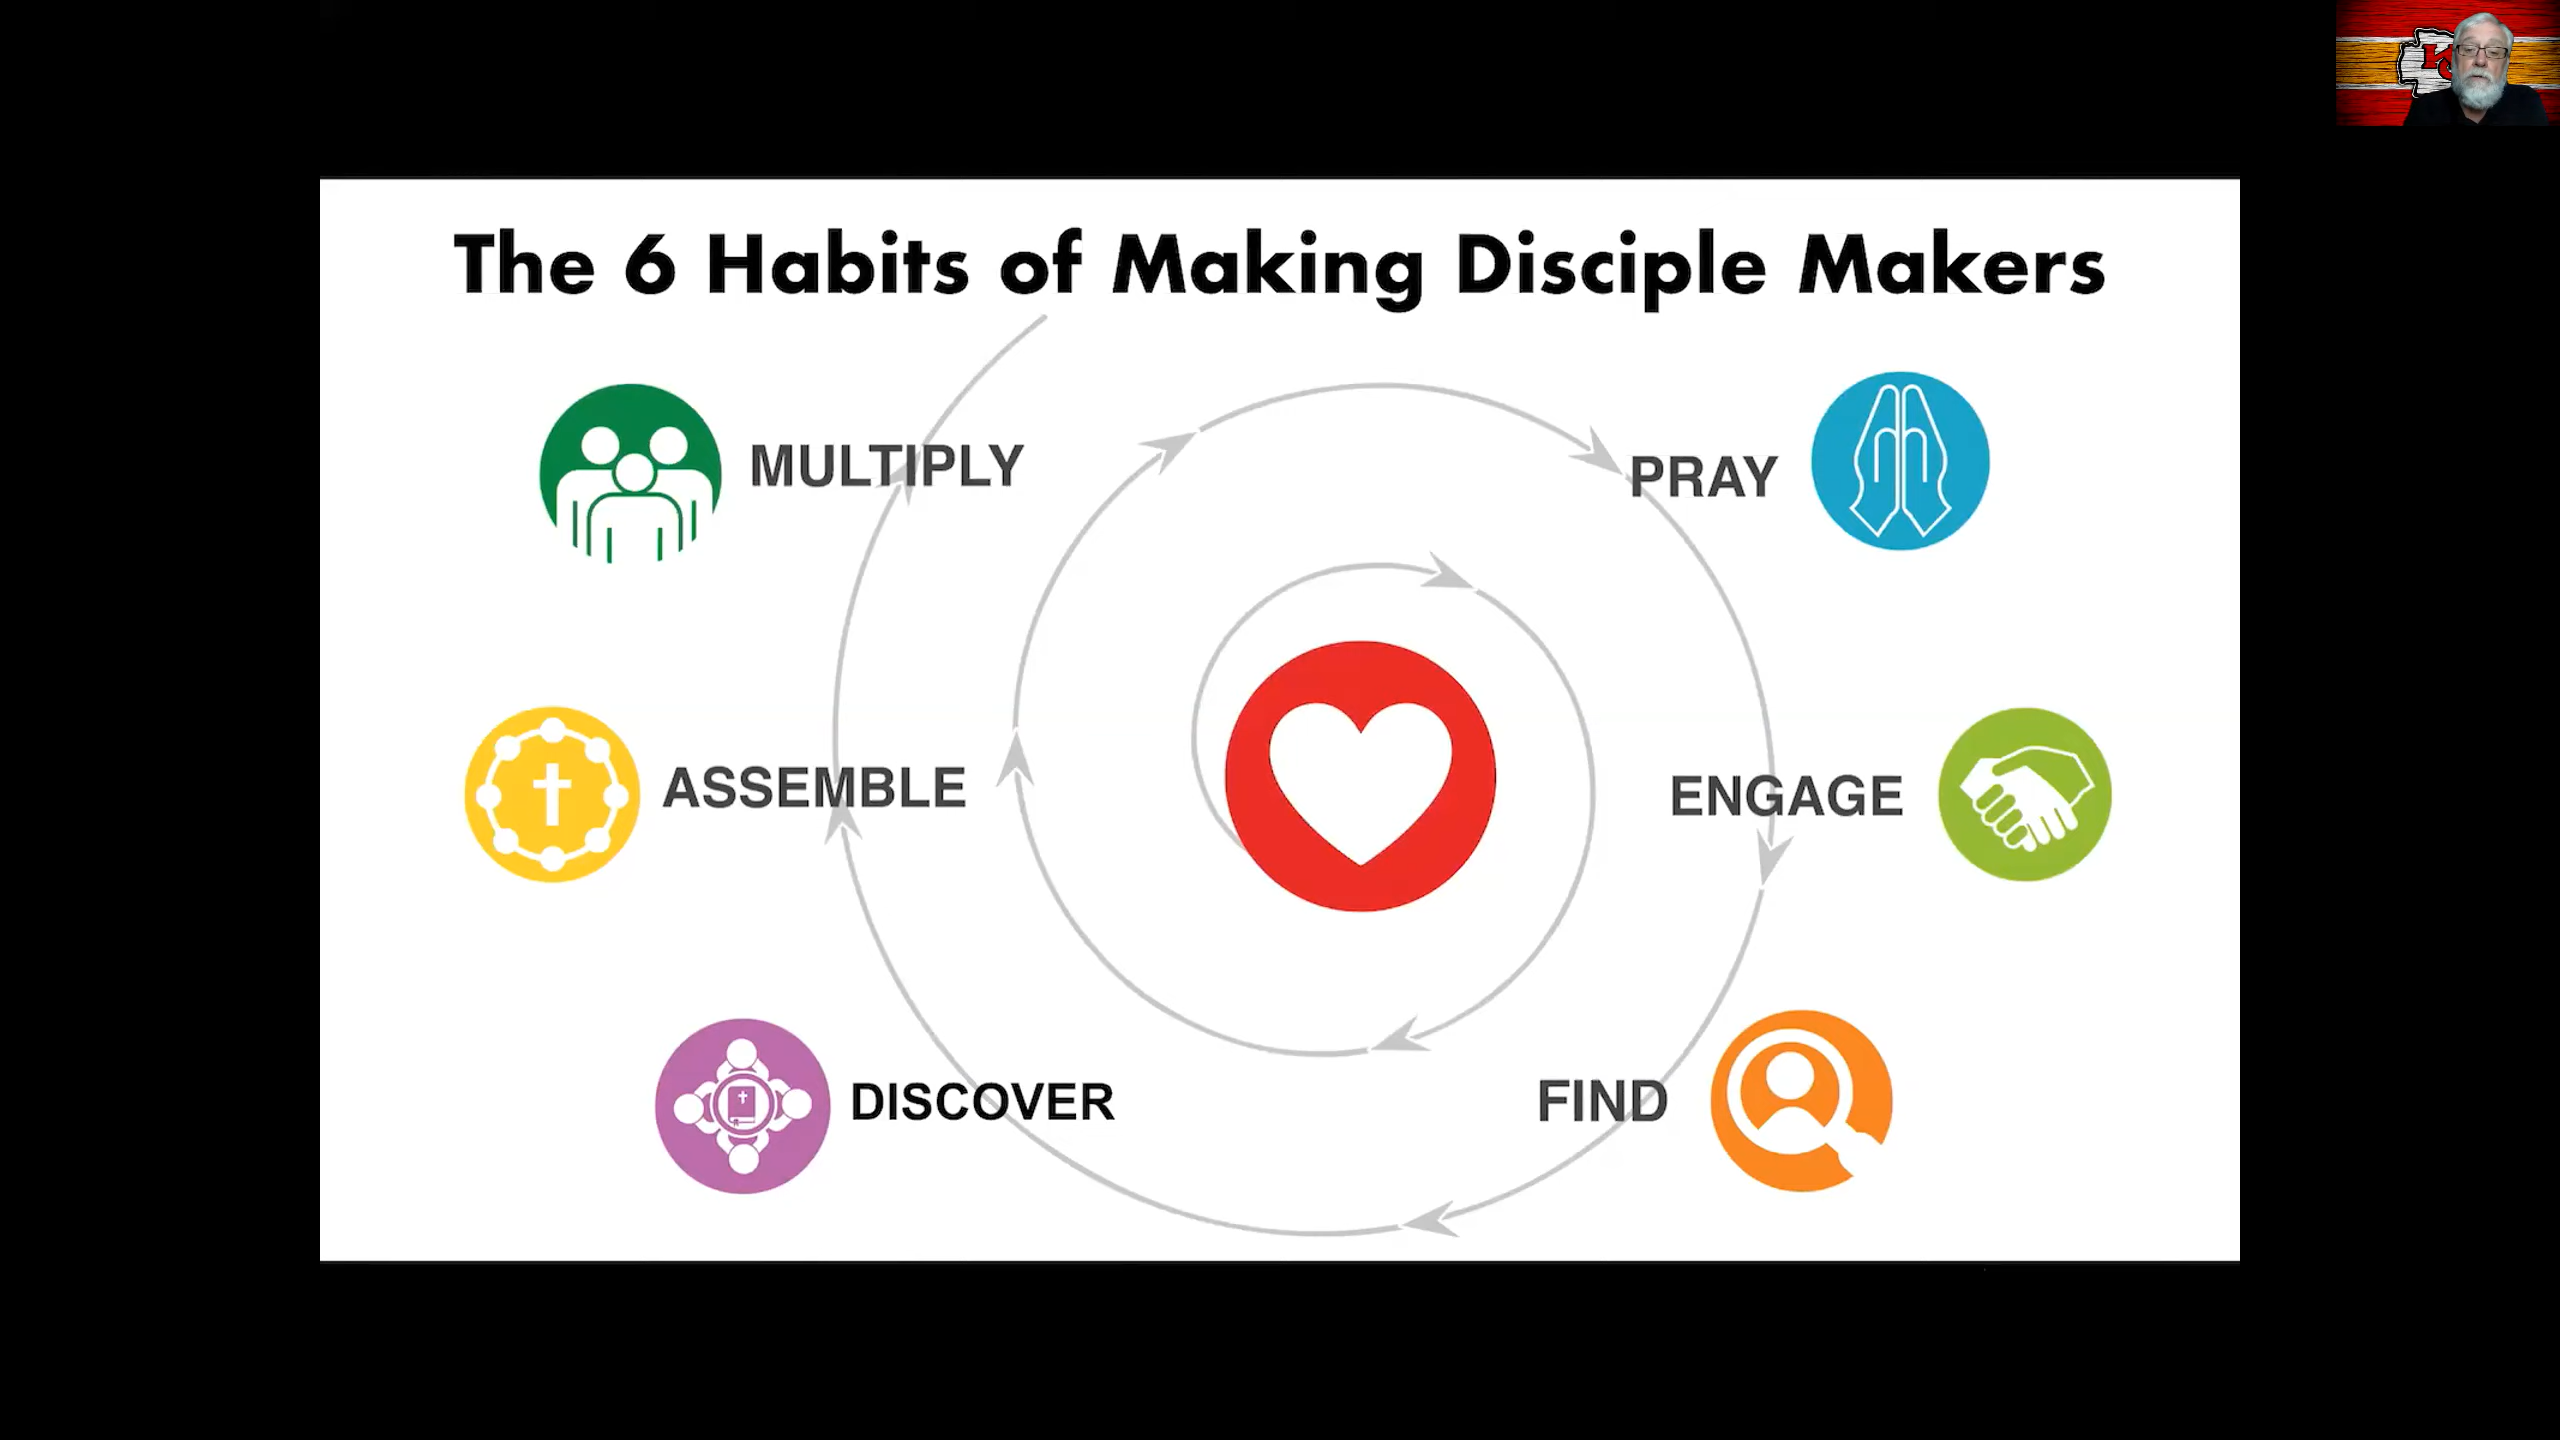 The 6 Habits of Making Disciple Makers
MULTIPLY
PRAY
ASSEMBLE
ENGAGE
DISCOVER
FIND